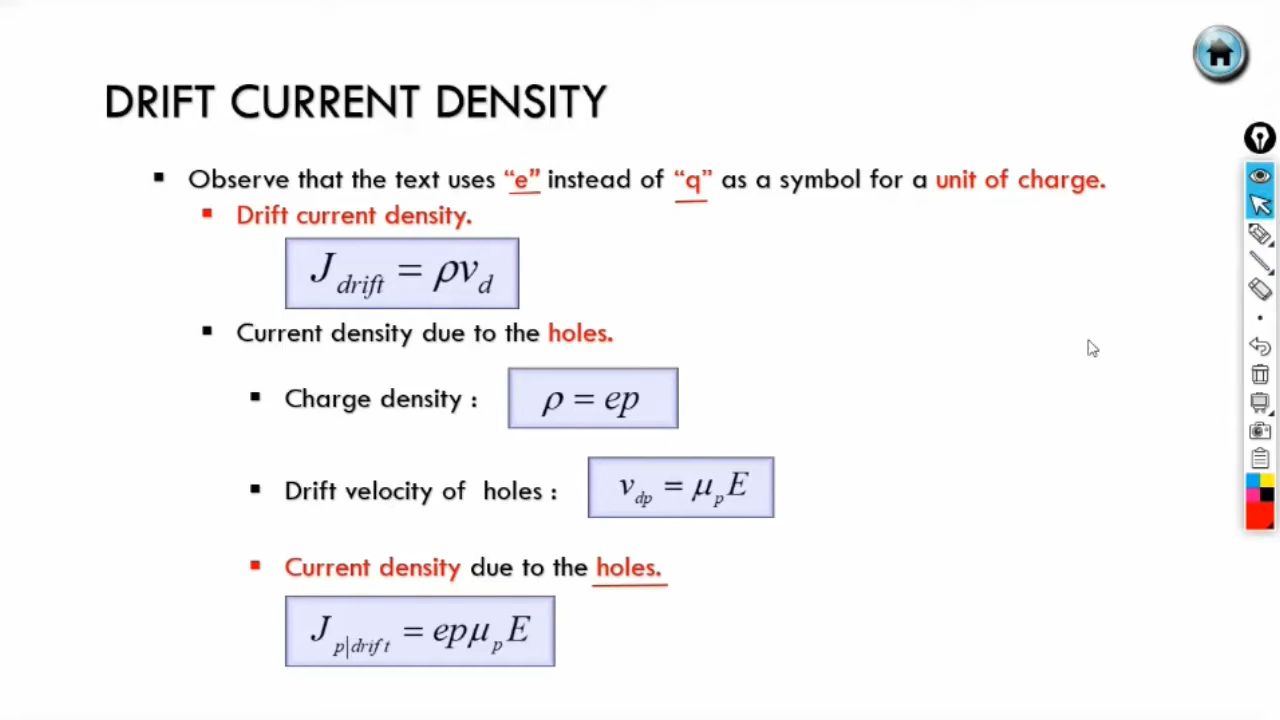 DRIFT CURRENT DENSITY
▪ Observe that the text uses “e” instead of “q” as a symbol for a unit of charge.
▪ Drift current density.
J_drift = ρv_d
▪ Current density due to the holes.
▪ Charge density : ρ = ep
▪ Drift velocity of holes : v_dp = μ_p E
▪ Current density due to the holes.
J_p|drift = epμ_p E